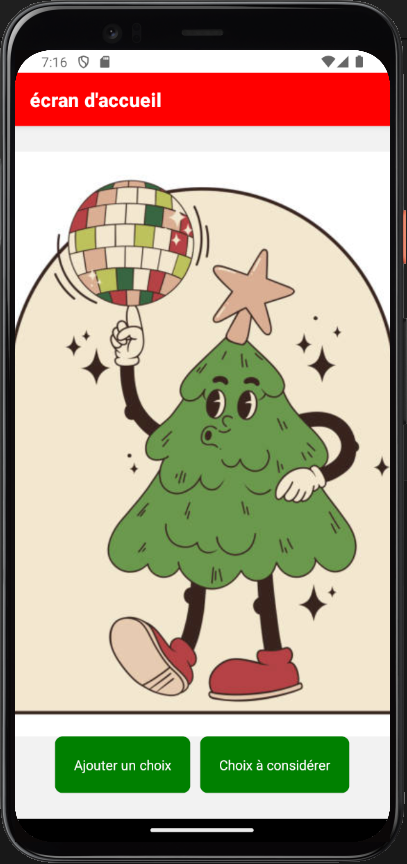 7:16
écran d'accueil
Ajouter un choix
Choix à considérer